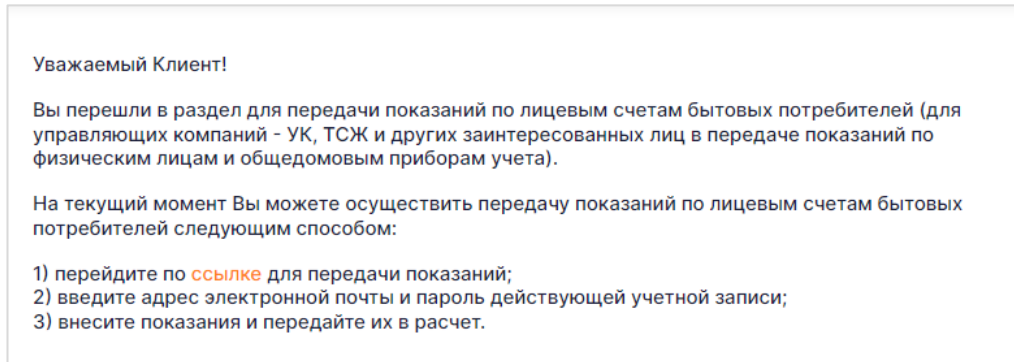 Уважаемый Клиент!
Вы перешли в раздел для передачи показаний по лицевым счетам бытовых потребителей (для
управляющих компаний - УК, ТСЖ и других заинтересованных лиц в передаче показаний по
физическим лицам и общедомовым приборам учета).
На текущий момент Вы можете осуществить передачу показаний по лицевым счетам бытовых
потребителей следующим способом:
1) перейдите по ссылке для передачи показаний;
2) введите адрес электронной почты и пароль действующей учетной записи;
3) внесите показания и передайте их в расчет.